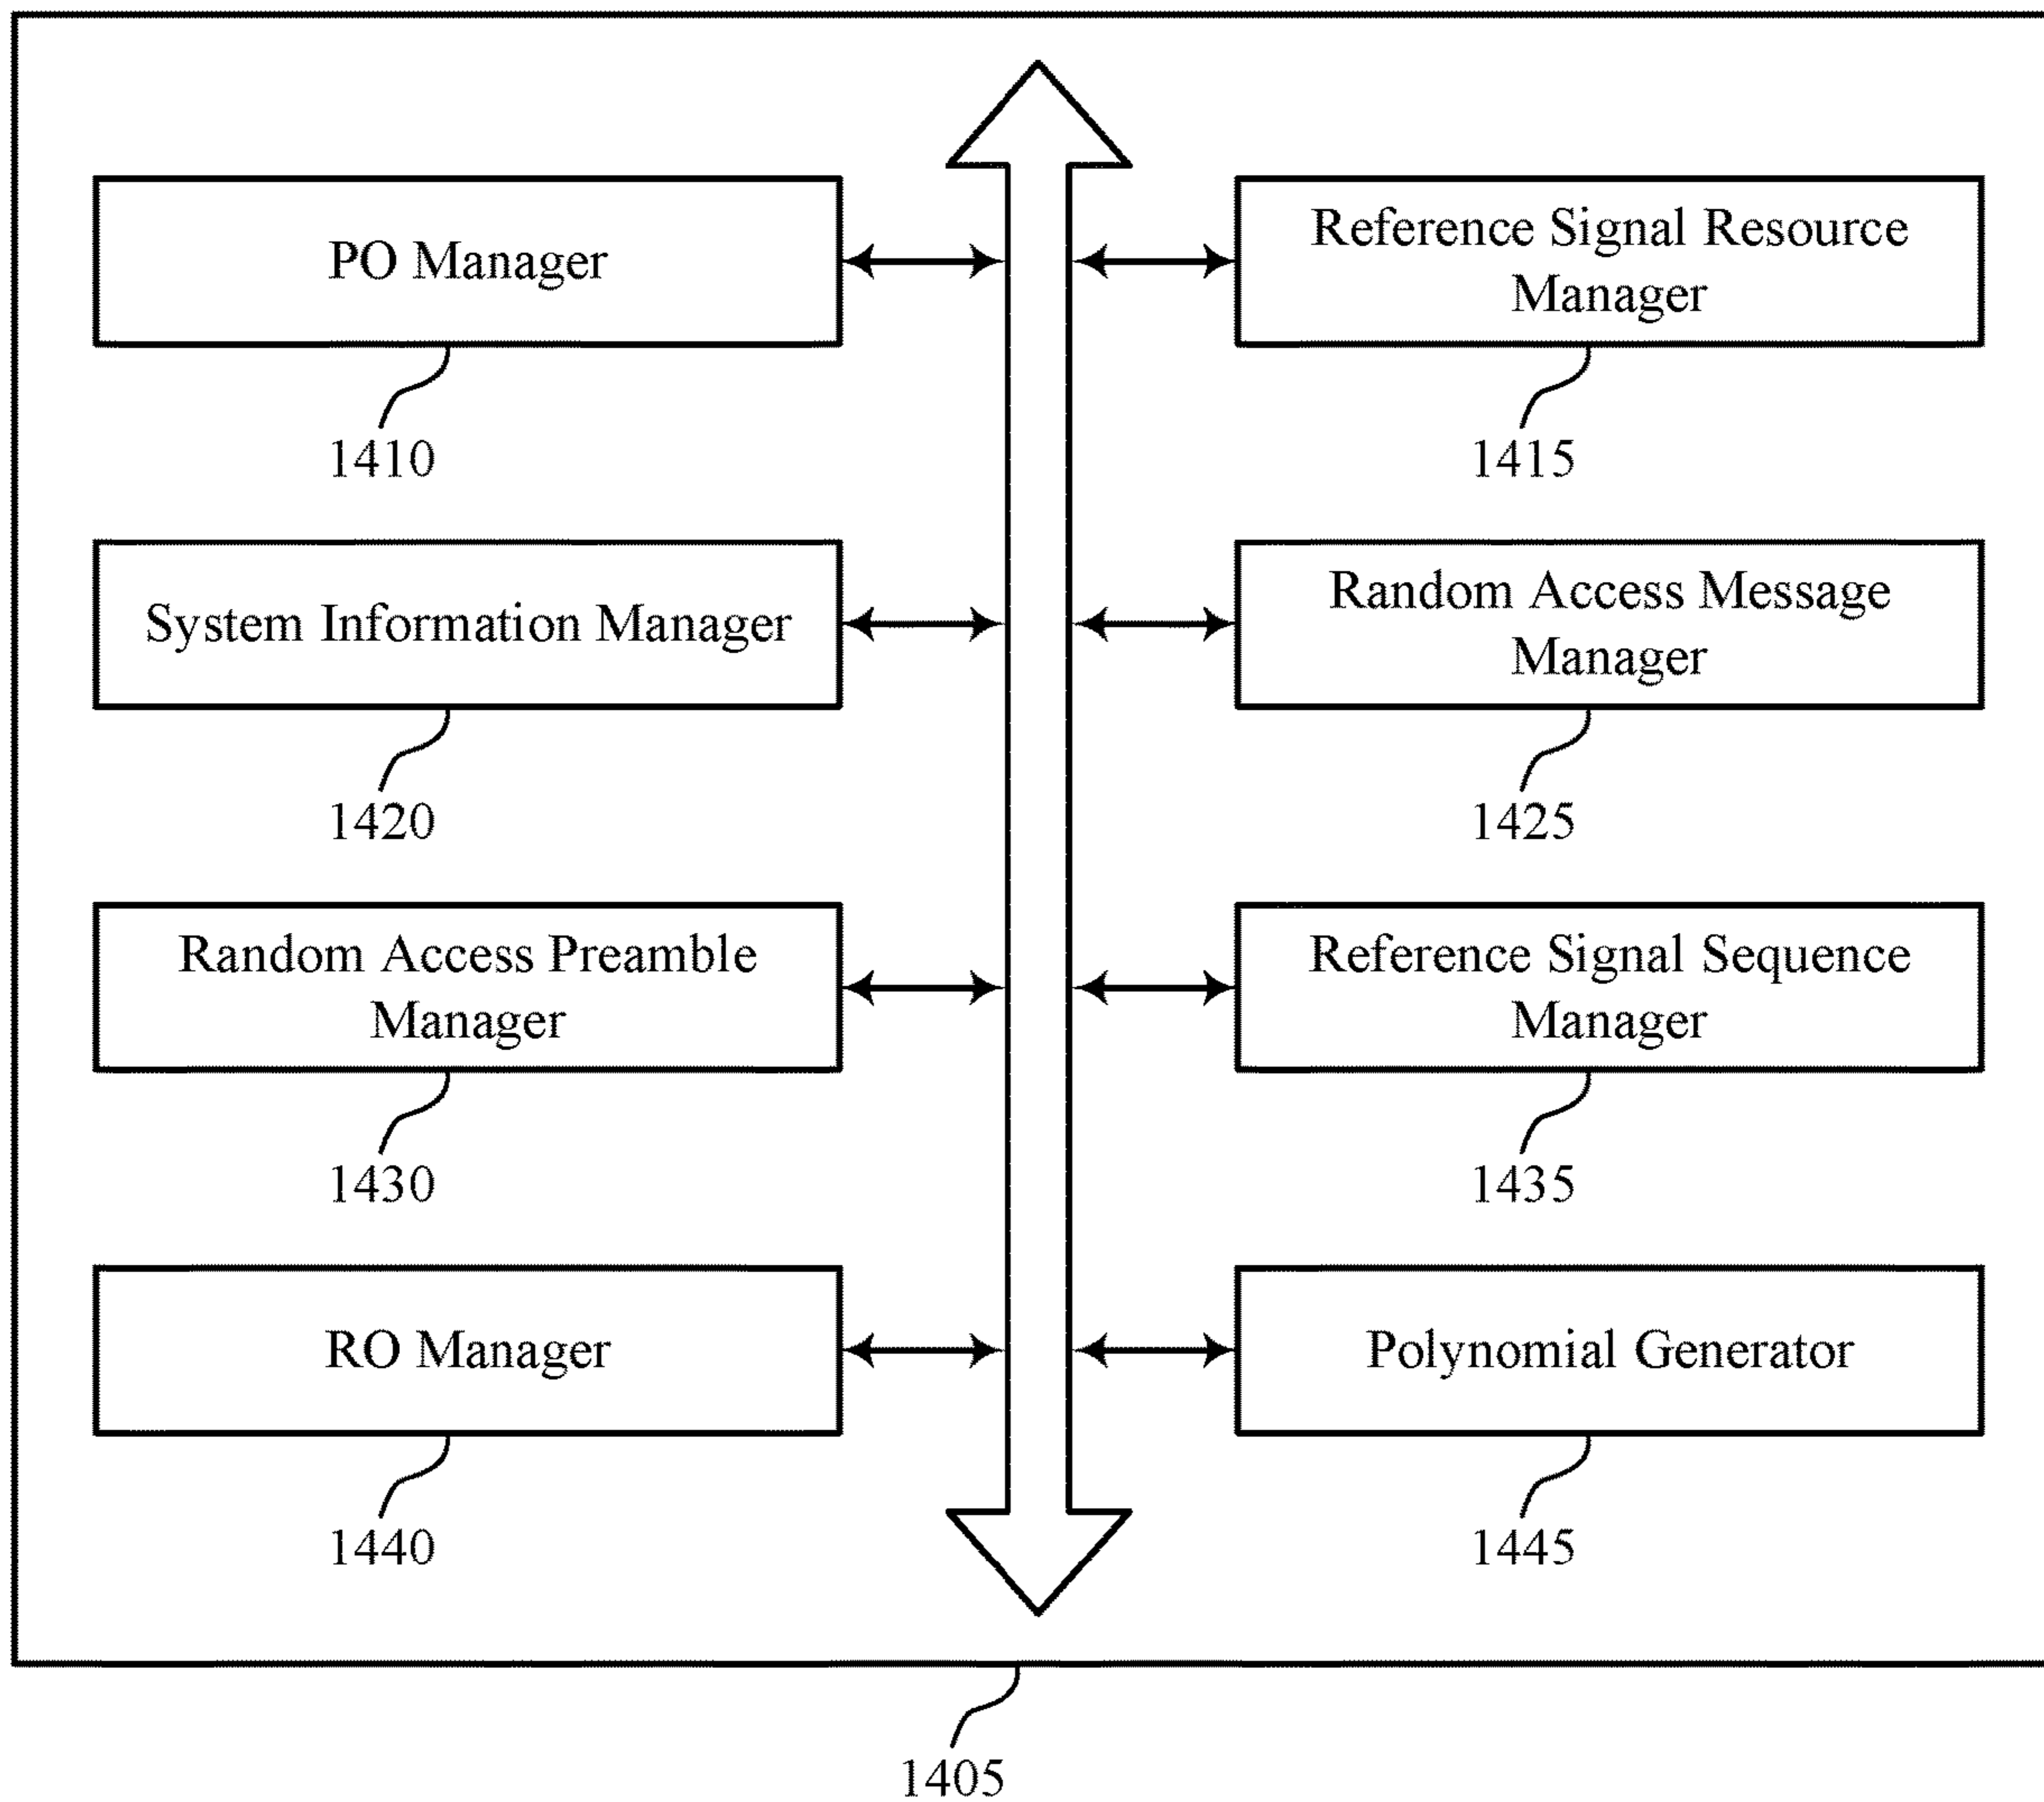 PO Manager
1410
Reference Signal Resource
Manager
1415
System Information Manager
1420
Random Access Message
Manager
1425
Random Access Preamble
Manager
1430
Reference Signal Sequence
Manager
1435
RO Manager
1440
Polynomial Generator
1445
1405